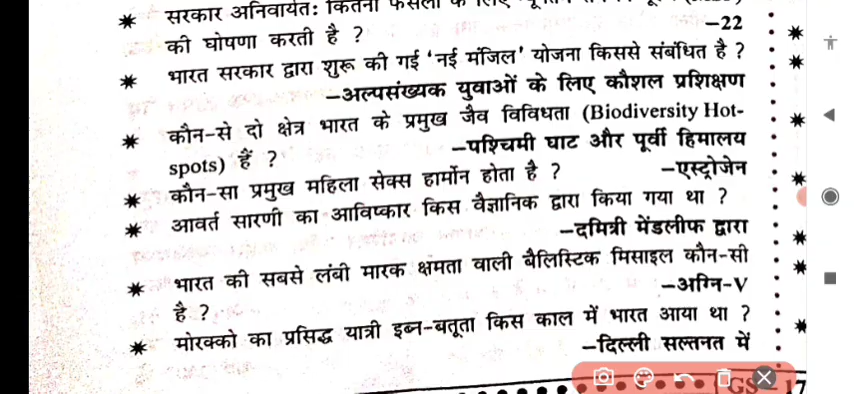 सरकार अनिवार्यतः कितनी फसलों के लिए
की घोषणा करती है ? –22
भारत सरकार द्वारा शुरू की गई ‘नई मंजिल’ योजना किससे संबंधित है ?
–अल्पसंख्यक युवाओं के लिए कौशल प्रशिक्षण
कौन-से दो क्षेत्र भारत के प्रमुख जैव विविधता (Biodiversity Hot-
spots) हैं ? –पश्चिमी घाट और पूर्वी हिमालय
कौन-सा प्रमुख महिला सेक्स हार्मोन होता है ? –एस्ट्रोजेन
आवर्त सारणी का आविष्कार किस वैज्ञानिक द्वारा किया गया था ?
–दमित्री मेंडलीफ द्वारा
भारत की सबसे लंबी मारक क्षमता वाली बैलिस्टिक मिसाइल कौन-सी
है ? –अग्नि-V
मोरक्को का प्रसिद्ध यात्री इब्न-बतूता किस काल में भारत आया था ?
–दिल्ली सल्तनत में
GS – 17